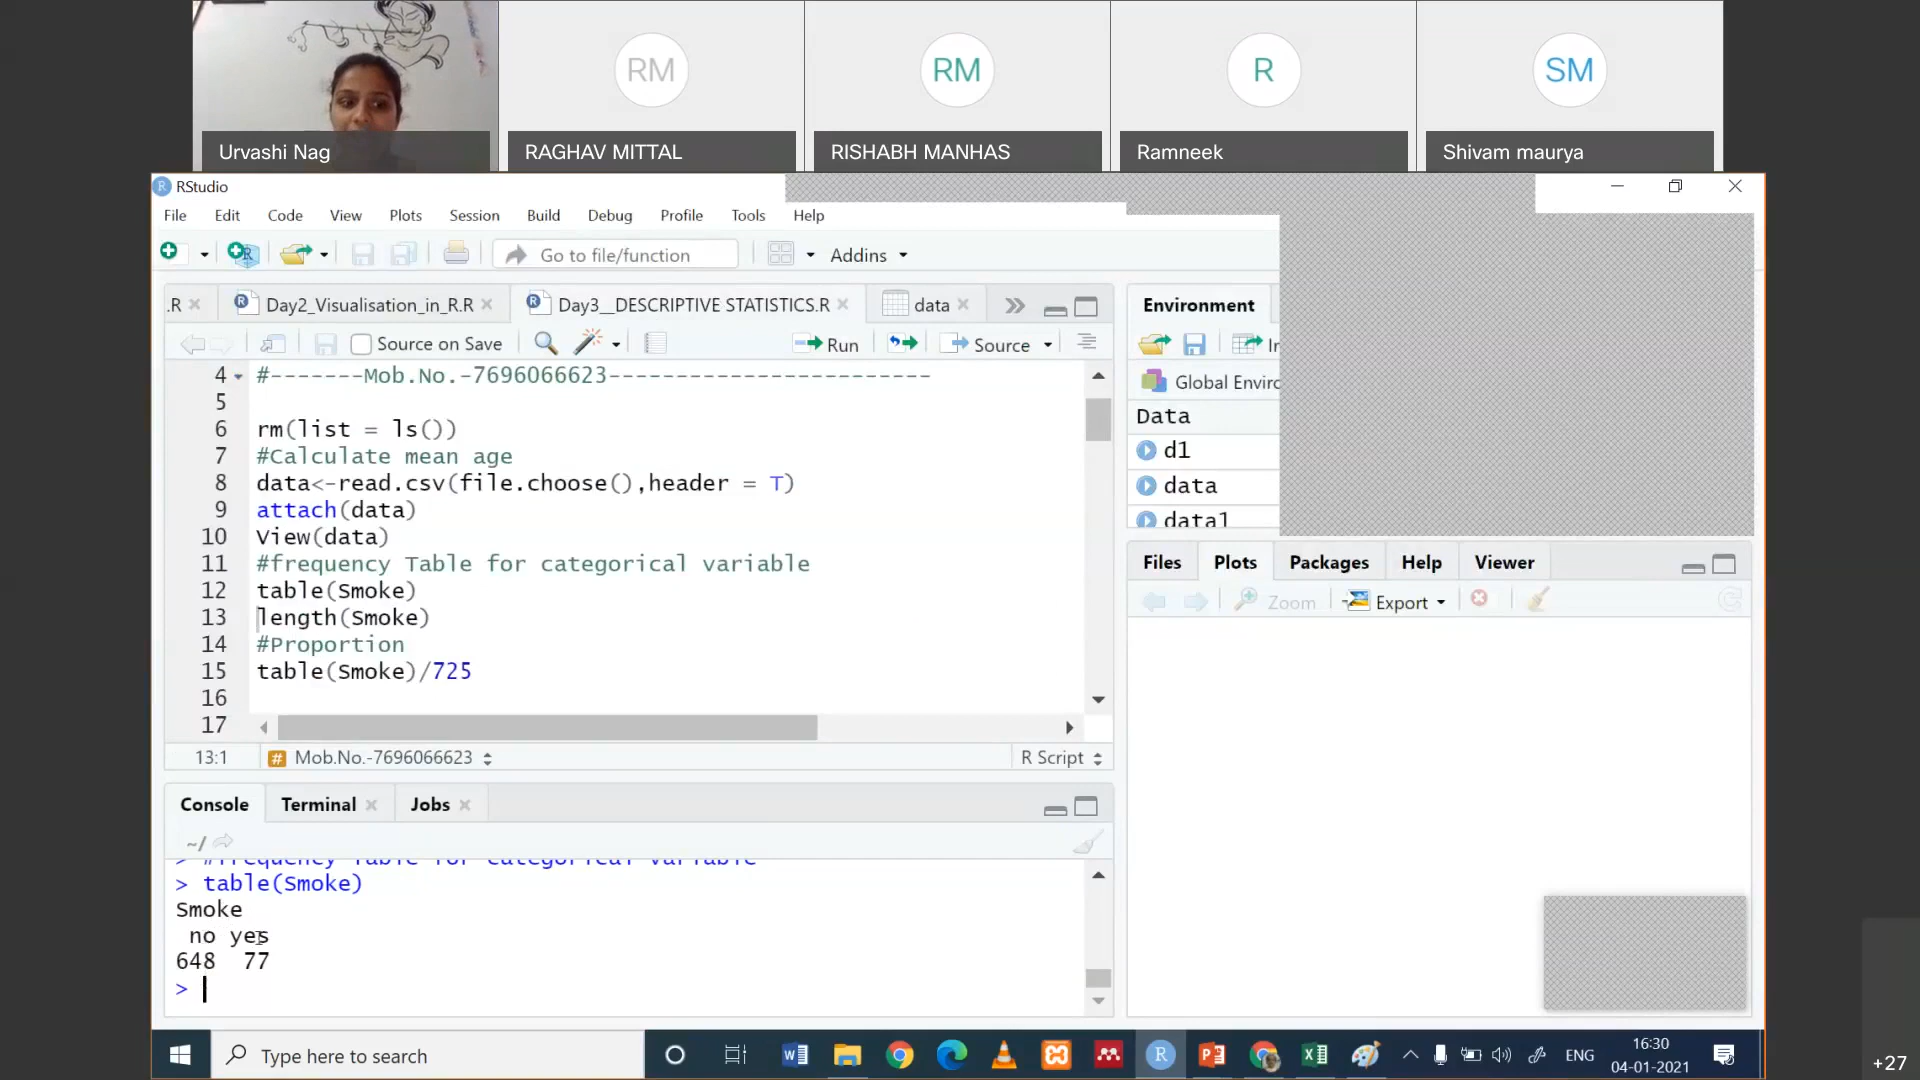 RM
RM
R
SM
Urvashi Nag
RAGHAV MITTAL
RISHABH MANHAS
Ramneek
Shivam maurya
R RStudio
File Edit Code View Plots Session Build Debug Profile Tools Help
Go to file/function
Addins
.R
Day2_Visualisation_in_R.R
Day3__DESCRIPTIVE STATISTICS.R
data
Source on Save
Run
Source
4 #-------Mob.No.-7696066623------------------------
5
6 rm(list = ls())
7 #Calculate mean age
8 data<-read.csv(file.choose(),header = T)
9 attach(data)
10 View(data)
11 #frequency Table for categorical variable
12 table(Smoke)
13 length(Smoke)
14 #Proportion
15 table(Smoke)/725
16
17
13:1
# Mob.No.-7696066623
R Script
Console Terminal Jobs
~/
> #frequency Table for categorical variable
> table(Smoke)
Smoke
no yes
648 77
>
Environment
Global Enviro
Data
d1
data
data1
Files Plots Packages Help Viewer
Zoom
Export
Type here to search
ENG
16:30
04-01-2021
+27